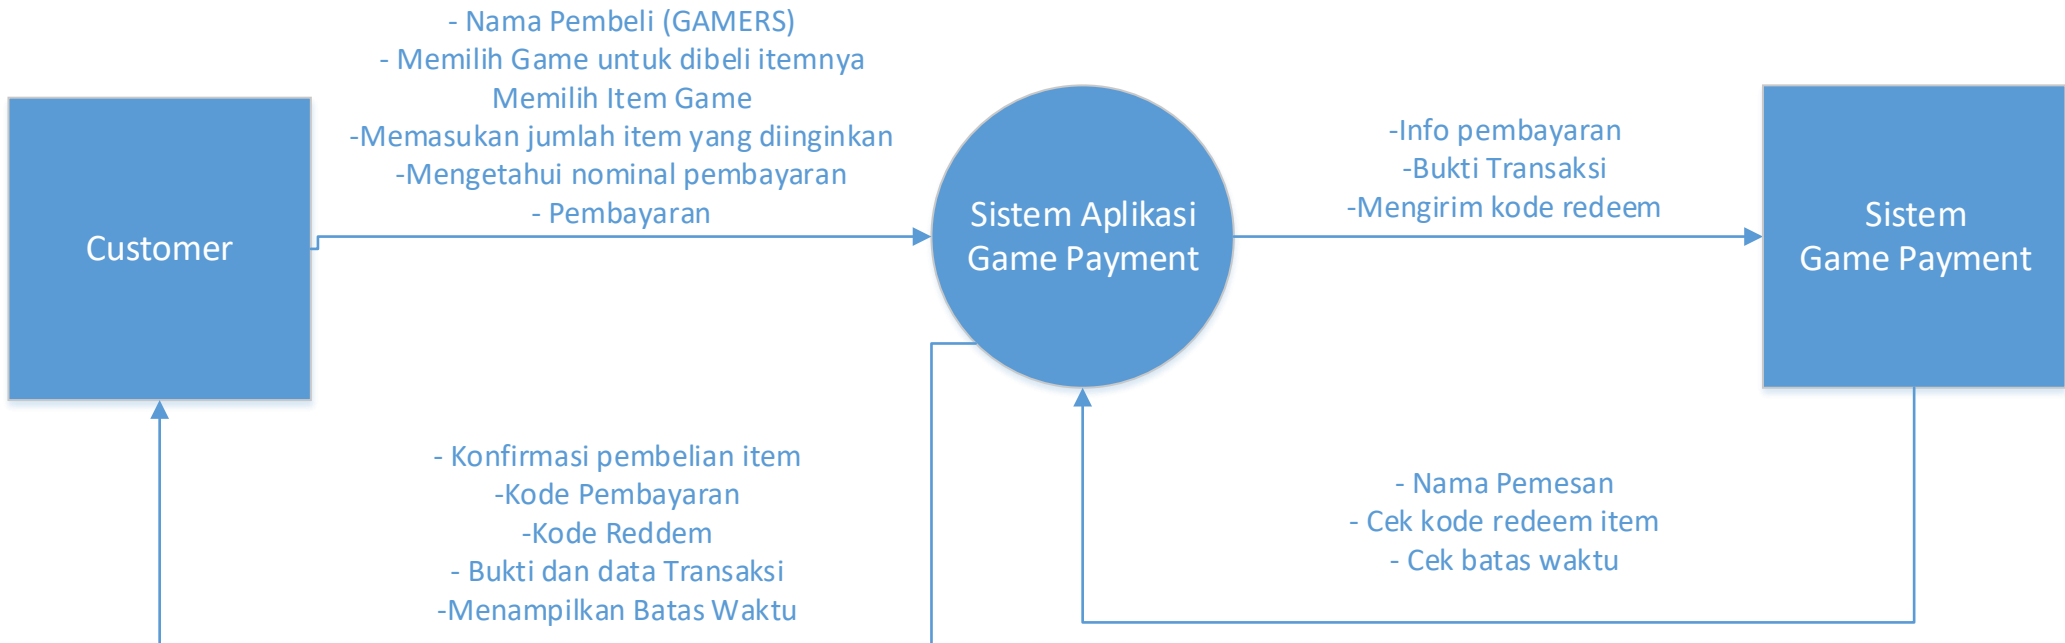 - Nama Pembeli (GAMERS)
- Memilih Game untuk dibeli itemnya
Memilih Item Game
-Memasukan jumlah item yang diinginkan
-Mengetahui nominal pembayaran
- Pembayaran
Customer
Sistem Aplikasi
Game Payment
-Info pembayaran
-Bukti Transaksi
-Mengirim kode redeem
Sistem
Game Payment
- Konfirmasi pembelian item
-Kode Pembayaran
-Kode Reddem
- Bukti dan data Transaksi
-Menampilkan Batas Waktu
- Nama Pemesan
- Cek kode redeem item
- Cek batas waktu